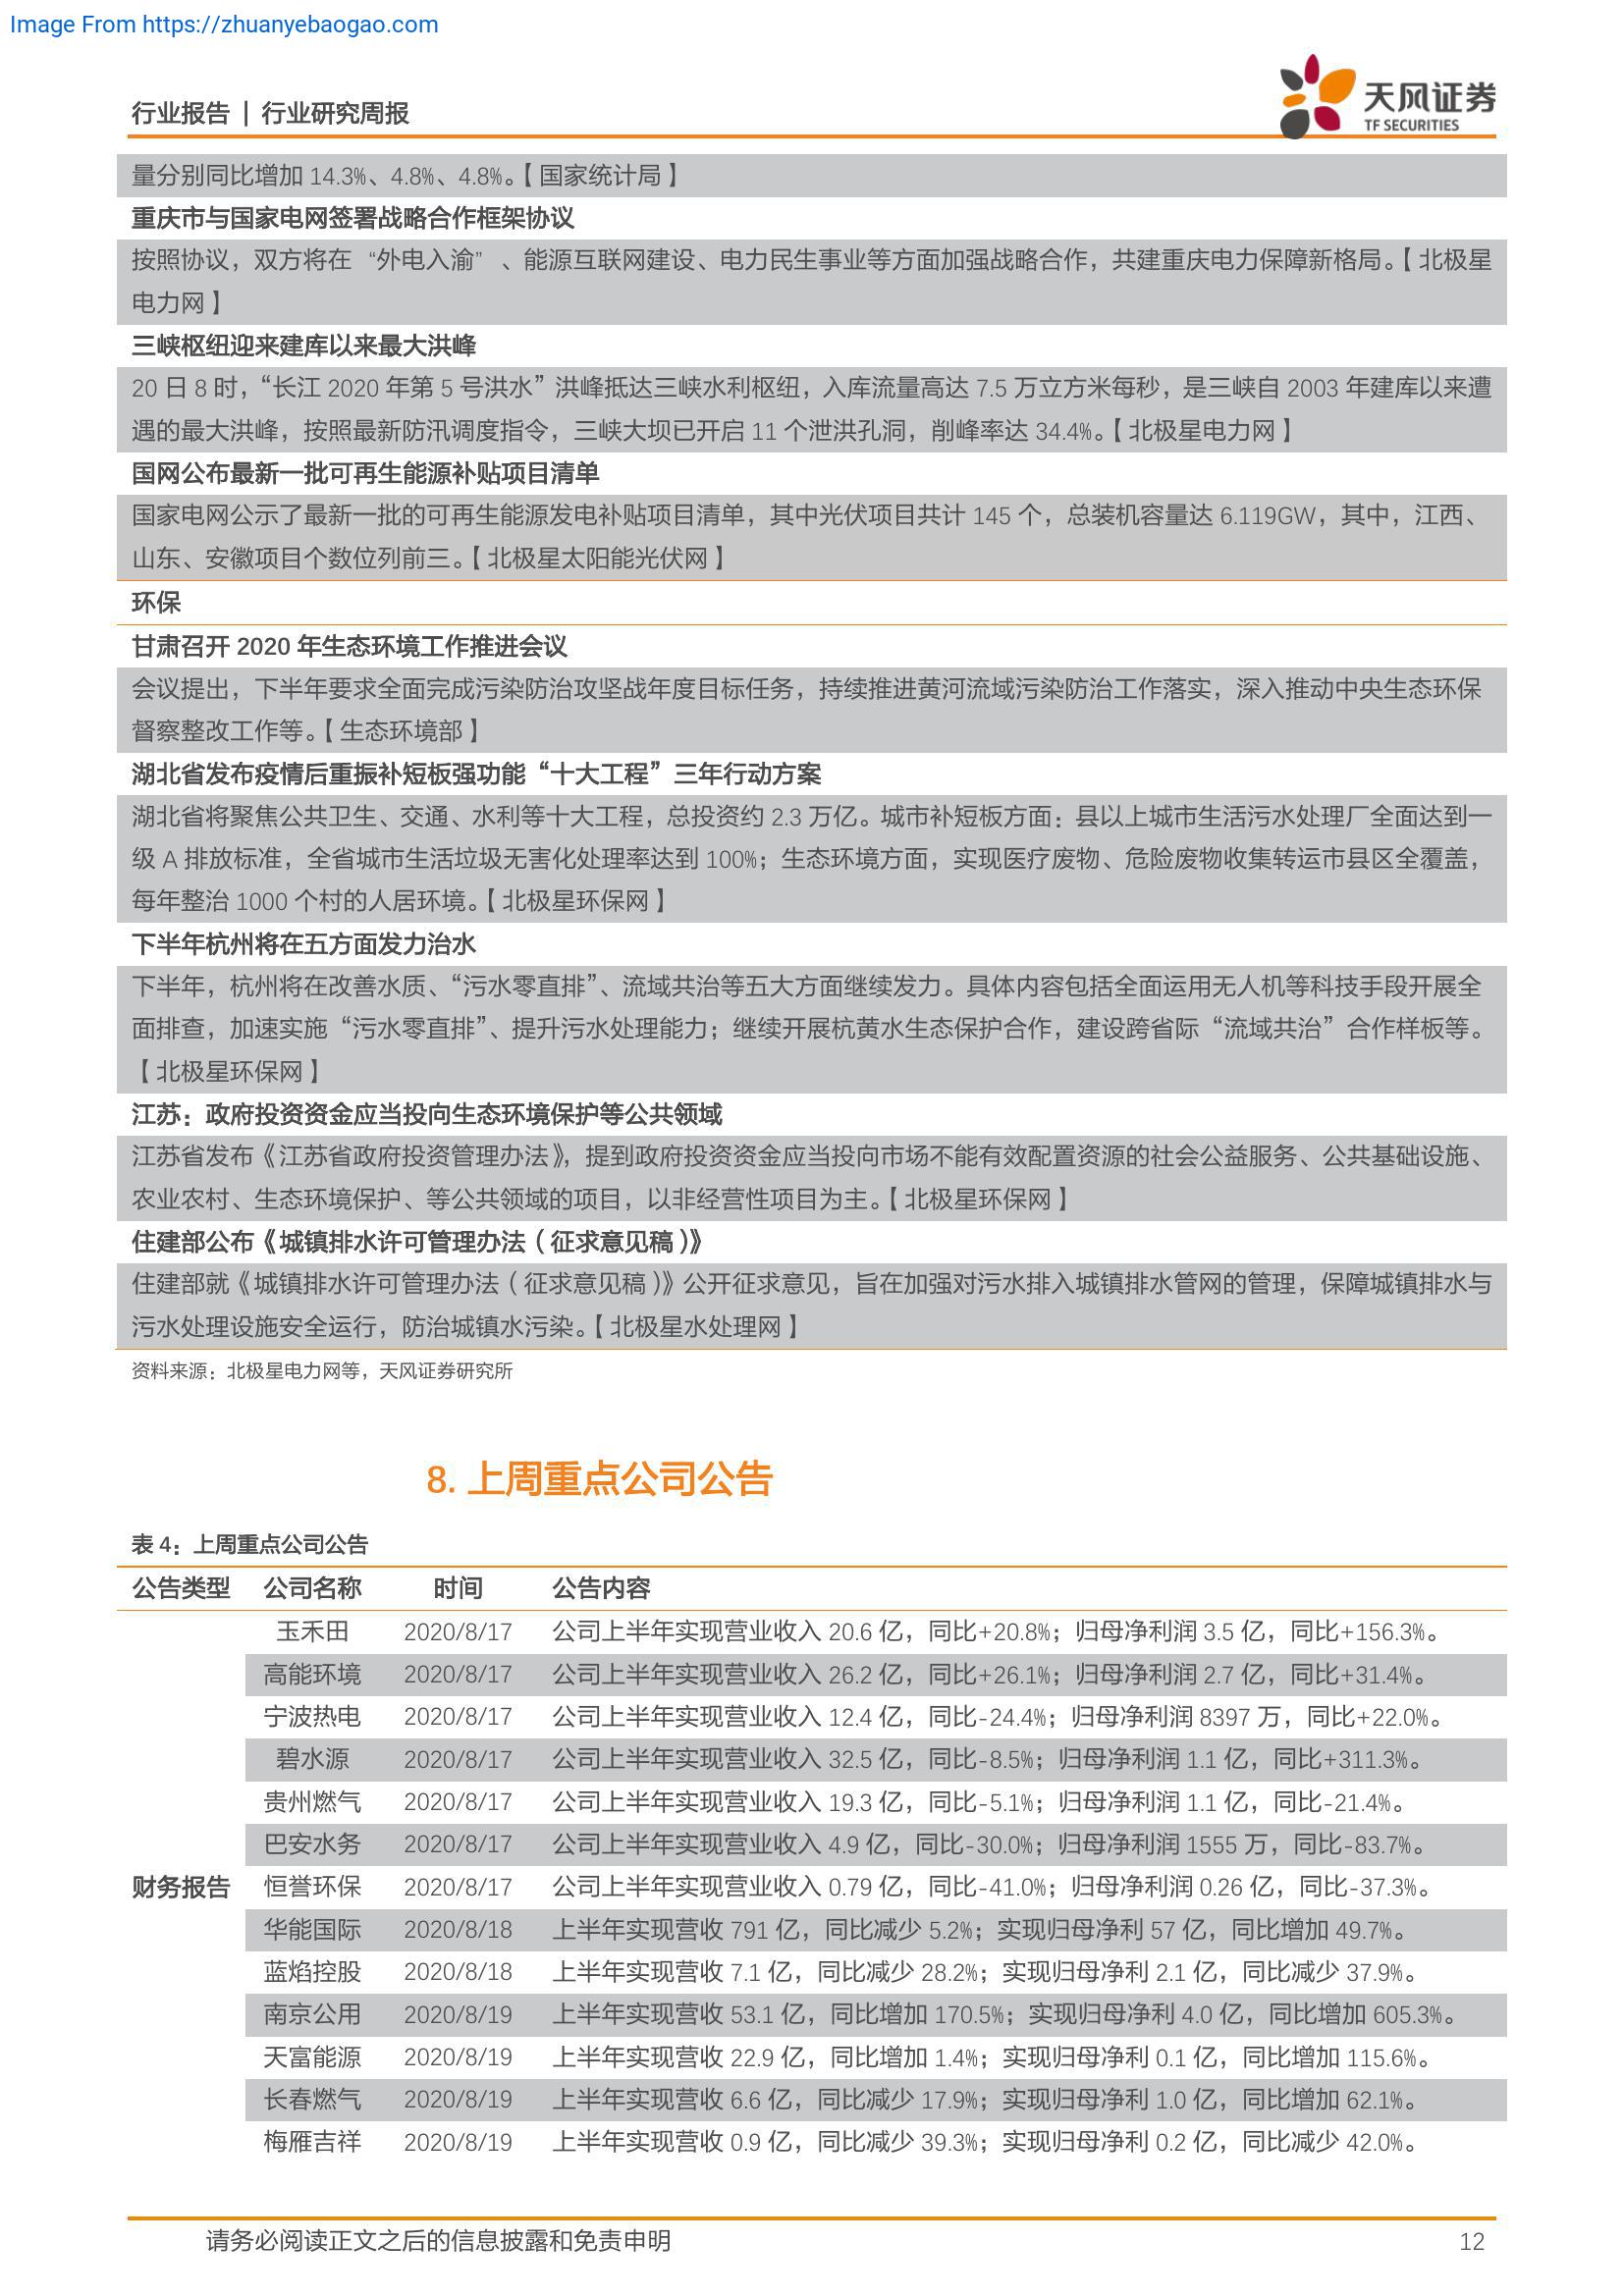 Image From https://zhuanyebaogao.com
行业报告 | 行业研究周报
天风证券
TF SECURITIES
量分别同比增加 14.3%、4.8%、4.8%。【国家统计局】
重庆市与国家电网签署战略合作框架协议
按照协议，双方将在 “外电入渝” 、能源互联网建设、电力民生事业等方面加强战略合作，共建重庆电力保障新格局。【北极星
电力网】
三峡枢纽迎来建库以来最大洪峰
20 日 8 时，“长江 2020 年第 5 号洪水”洪峰抵达三峡水利枢纽，入库流量高达 7.5 万立方米每秒，是三峡自 2003 年建库以来遭
遇的最大洪峰，按照最新防汛调度指令，三峡大坝已开启 11 个泄洪孔洞，削峰率达 34.4%。【北极星电力网】
国网公布最新一批可再生能源补贴项目清单
国家电网公示了最新一批的可再生能源发电补贴项目清单，其中光伏项目共计 145 个，总装机容量达 6.119GW，其中，江西、
山东、安徽项目个数位列前三。【北极星太阳能光伏网】
环保
甘肃召开 2020 年生态环境工作推进会议
会议提出，下半年要求全面完成污染防治攻坚战年度目标任务，持续推进黄河流域污染防治工作落实，深入推动中央生态环保
督察整改工作等。【生态环境部】
湖北省发布疫情后重振补短板强功能“十大工程”三年行动方案
湖北省将聚焦公共卫生、交通、水利等十大工程，总投资约 2.3 万亿。城市补短板方面：县以上城市生活污水处理厂全面达到一
级 A 排放标准，全省城市生活垃圾无害化处理率达到 100%；生态环境方面，实现医疗废物、危险废物收集转运市县区全覆盖，
每年整治 1000 个村的人居环境。【北极星环保网】
下半年杭州将在五方面发力治水
下半年，杭州将在改善水质、“污水零直排”、流域共治等五大方面继续发力。具体内容包括全面运用无人机等科技手段开展全
面排查，加速实施“污水零直排”、提升污水处理能力；继续开展杭黄水生态保护合作，建设跨省际“流域共治”合作样板等。
【北极星环保网】
江苏：政府投资资金应当投向生态环境保护等公共领域
江苏省发布《江苏省政府投资管理办法》，提到政府投资资金应当投向市场不能有效配置资源的社会公益服务、公共基础设施、
农业农村、生态环境保护、等公共领域的项目，以非经营性项目为主。【北极星环保网】
住建部公布《城镇排水许可管理办法（征求意见稿）》
住建部就《城镇排水许可管理办法（征求意见稿）》公开征求意见，旨在加强对污水排入城镇排水管网的管理，保障城镇排水与
污水处理设施安全运行，防治城镇水污染。【北极星水处理网】
资料来源：北极星电力网等，天风证券研究所
8. 上周重点公司公告
表 4：上周重点公司公告
公告类型 公司名称 时间 公告内容
玉禾田 2020/8/17 公司上半年实现营业收入 20.6 亿，同比+20.8%；归母净利润 3.5 亿，同比+156.3%。
高能环境 2020/8/17 公司上半年实现营业收入 26.2 亿，同比+26.1%；归母净利润 2.7 亿，同比+31.4%。
宁波热电 2020/8/17 公司上半年实现营业收入 12.4 亿，同比-24.4%；归母净利润 8397 万，同比+22.0%。
碧水源 2020/8/17 公司上半年实现营业收入 32.5 亿，同比-8.5%；归母净利润 1.1 亿，同比+311.3%。
贵州燃气 2020/8/17 公司上半年实现营业收入 19.3 亿，同比-5.1%；归母净利润 1.1 亿，同比-21.4%。
巴安水务 2020/8/17 公司上半年实现营业收入 4.9 亿，同比-30.0%；归母净利润 1555 万，同比-83.7%。
财务报告 恒誉环保 2020/8/17 公司上半年实现营业收入 0.79 亿，同比-41.0%；归母净利润 0.26 亿，同比-37.3%。
华能国际 2020/8/18 上半年实现营收 791 亿，同比减少 5.2%；实现归母净利 57 亿，同比增加 49.7%。
蓝焰控股 2020/8/18 上半年实现营收 7.1 亿，同比减少 28.2%；实现归母净利 2.1 亿，同比减少 37.9%。
南京公用 2020/8/19 上半年实现营收 53.1 亿，同比增加 170.5%；实现归母净利 4.0 亿，同比增加 605.3%。
天富能源 2020/8/19 上半年实现营收 22.9 亿，同比增加 1.4%；实现归母净利 0.1 亿，同比增加 115.6%。
长春燃气 2020/8/19 上半年实现营收 6.6 亿，同比减少 17.9%；实现归母净利 1.0 亿，同比增加 62.1%。
梅雁吉祥 2020/8/19 上半年实现营收 0.9 亿，同比减少 39.3%；实现归母净利 0.2 亿，同比减少 42.0%。
请务必阅读正文之后的信息披露和免责申明 12